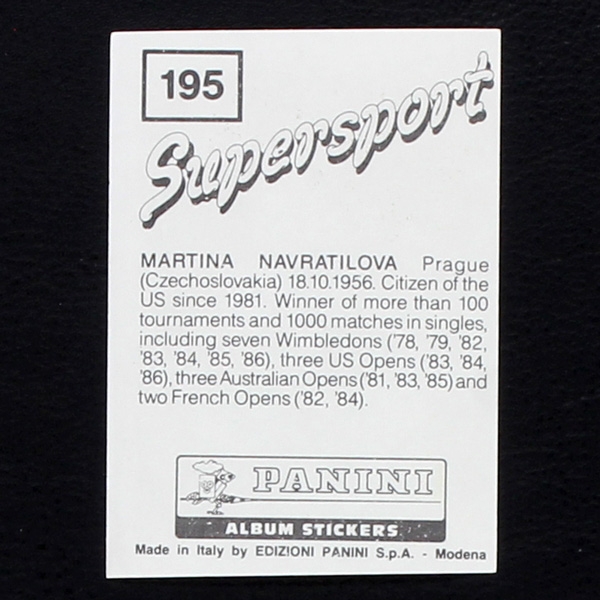 195
Supersport
MARTINA NAVRATILOVA Prague
(Czechoslovakia) 18.10.1956. Citizen of the
US since 1981. Winner of more than 100
tournaments and 1000 matches in singles,
including seven Wimbledons ('78, '79, '82,
'83, '84, '85, '86), three US Opens ('83, '84,
'86), three Australian Opens ('81, '83, '85) and
two French Opens ('82, '84).
PANINI
ALBUM STICKERS
Made in Italy by EDIZIONI PANINI S.p.A. - Modena